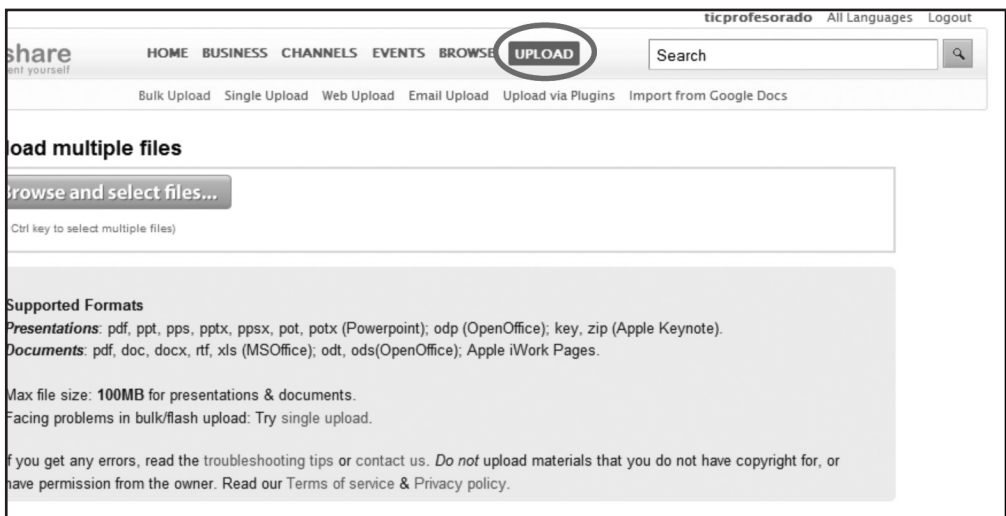 ticprofesorado All Languages Logout
share HOME BUSINESS CHANNELS EVENTS BROWSE UPLOAD Search
ent yourself
Bulk Upload Single Upload Web Upload Email Upload Upload via Plugins Import from Google Docs
load multiple files
Browse and select files...
Ctrl key to select multiple files)
Supported Formats
Presentations: pdf, ppt, pps, pptx, ppsx, pot, potx (Powerpoint); odp (OpenOffice); key, zip (Apple Keynote).
Documents: pdf, doc, docx, rtf, xls (MSOffice); odt, ods(OpenOffice); Apple iWork Pages.
Max file size: 100MB for presentations & documents.
Facing problems in bulk/flash upload: Try single upload.
If you get any errors, read the troubleshooting tips or contact us. Do not upload materials that you do not have copyright for, or
have permission from the owner. Read our Terms of service & Privacy policy.